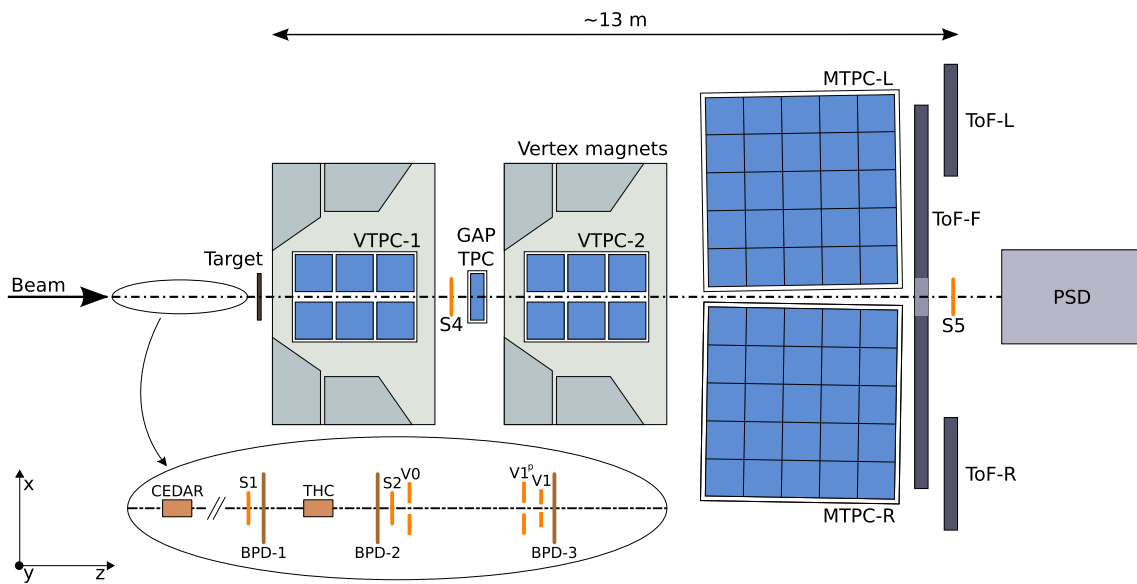 ~13 m
MTPC-L
ToF-L
Vertex magnets
ToF-F
VTPC-1
GAP
TPC
VTPC-2
Target
Beam
S4
S5
PSD
x
y
z
CEDAR
S1
BPD-1
THC
BPD-2
S2
V0
V1ᵖ
V1
BPD-3
MTPC-R
ToF-R